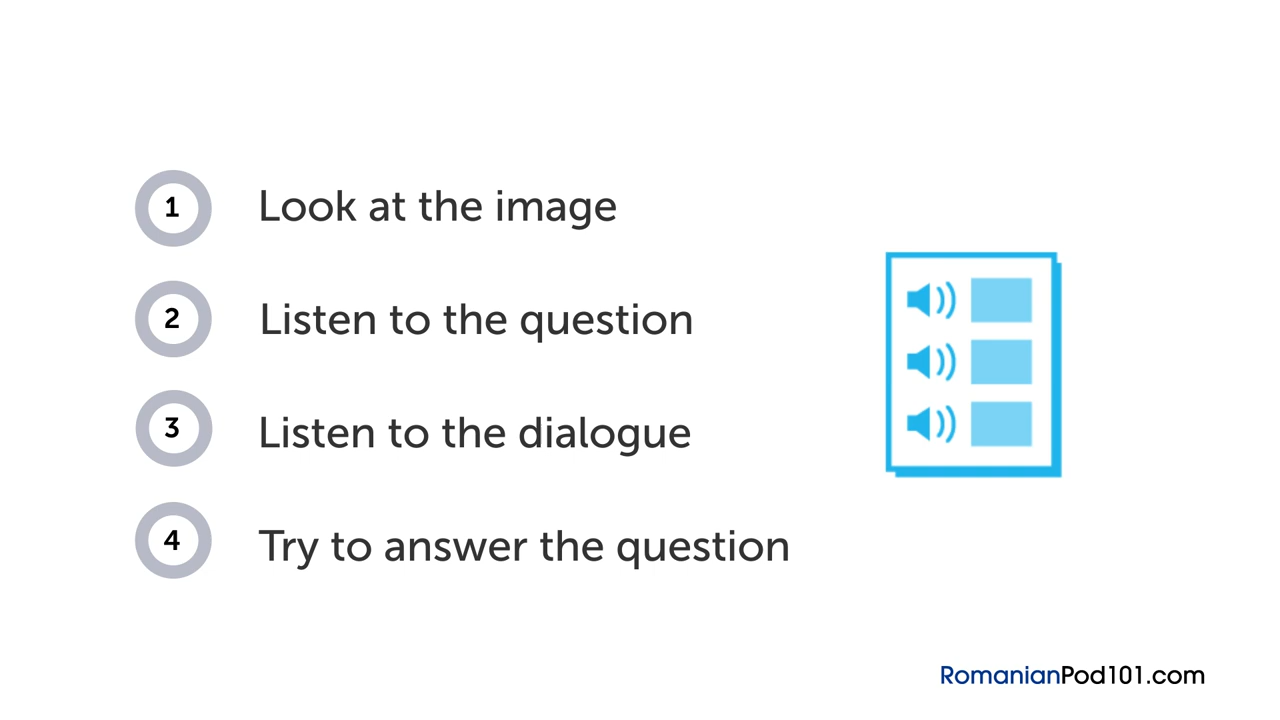 1 Look at the image
2 Listen to the question
3 Listen to the dialogue
4 Try to answer the question
RomanianPod101.com